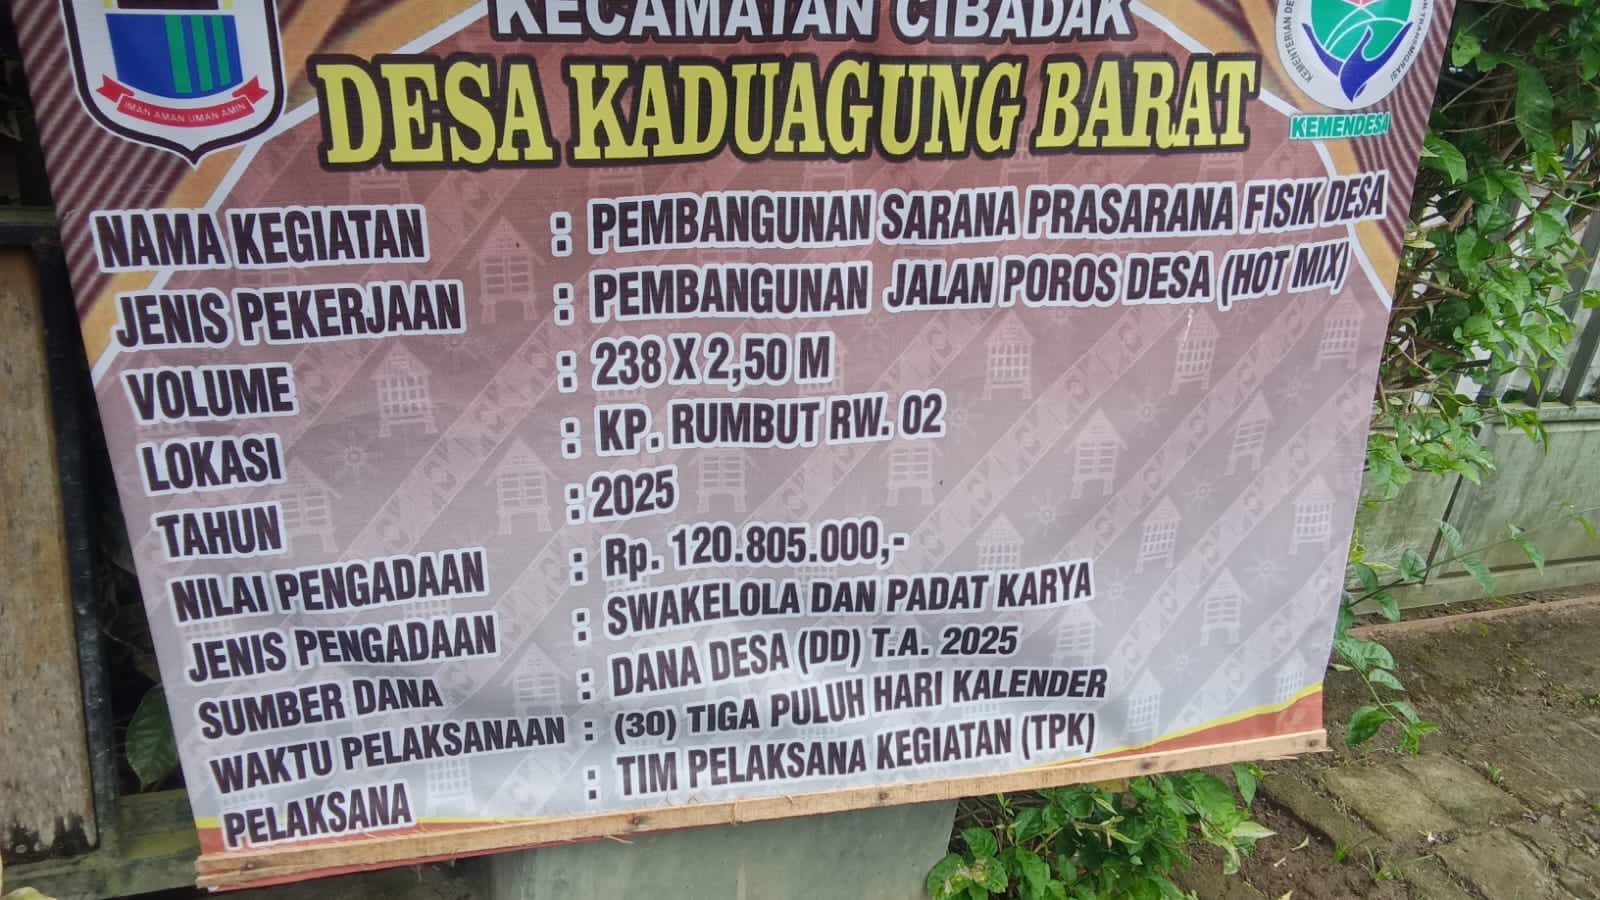 KECAMATAN CIBADAK
DESA KADUAGUNG BARAT
IMAN AMAN UMAN AMIN
KEMENDESA
NAMA KEGIATAN : PEMBANGUNAN SARANA PRASARANA FISIK DESA
JENIS PEKERJAAN : PEMBANGUNAN JALAN POROS DESA (HOT MIX)
VOLUME : 238 X 2,50 M
LOKASI : KP. RUMBUT RW. 02
TAHUN : 2025
NILAI PENGADAAN : Rp. 120.805.000,-
JENIS PENGADAAN : SWAKELOLA DAN PADAT KARYA
SUMBER DANA : DANA DESA (DD) T.A. 2025
WAKTU PELAKSANAAN : (30) TIGA PULUH HARI KALENDER
PELAKSANA : TIM PELAKSANA KEGIATAN (TPK)